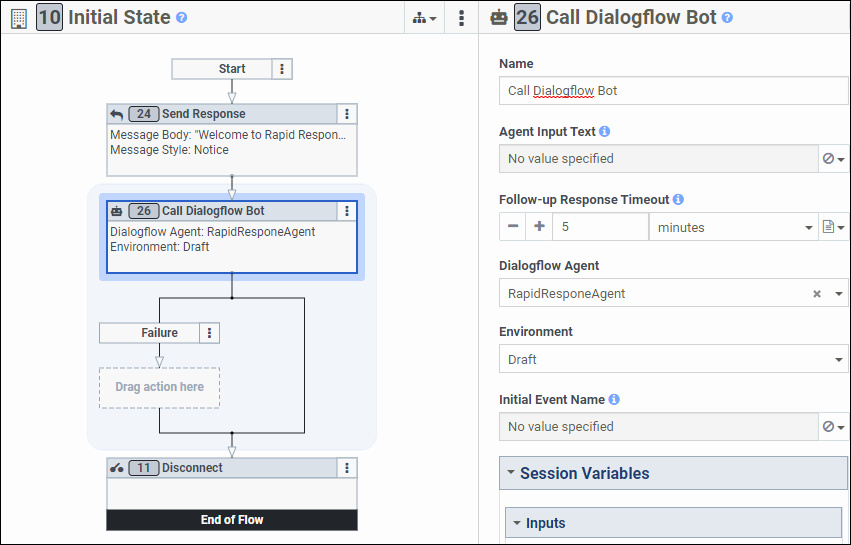 10 Initial State
Start
24 Send Response
Message Body: "Welcome to Rapid Respon...
Message Style: Notice
26 Call Dialogflow Bot
Dialogflow Agent: RapidResponeAgent
Environment: Draft
Failure
Drag action here
11 Disconnect
End of Flow
26 Call Dialogflow Bot
Name
Call Dialogflow Bot
Agent Input Text
No value specified
Follow-up Response Timeout
5 minutes
Dialogflow Agent
RapidResponeAgent
Environment
Draft
Initial Event Name
No value specified
Session Variables
Inputs